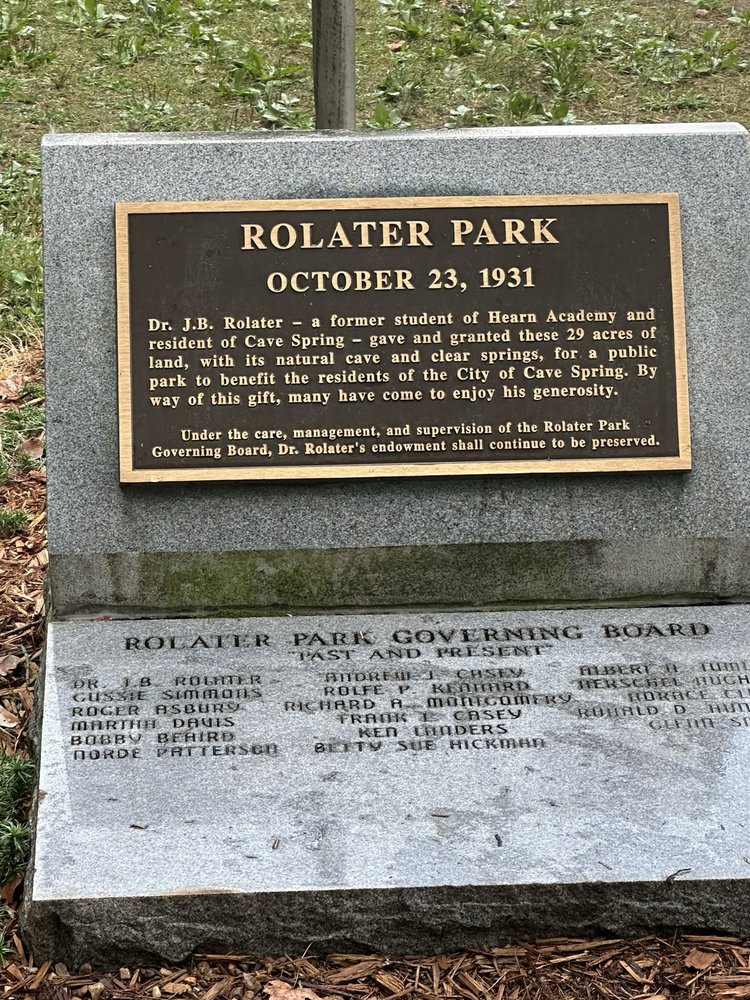 ROLATER PARK
OCTOBER 23, 1931
Dr. J.B. Rolater – a former student of Hearn Academy and
resident of Cave Spring – gave and granted these 29 acres of
land, with its natural cave and clear springs, for a public
park to benefit the residents of the City of Cave Spring. By
way of this gift, many have come to enjoy his generosity.
Under the care, management, and supervision of the Rolater Park
Governing Board, Dr. Rolater's endowment shall continue to be preserved.
ROLATER PARK GOVERNING BOARD
"PAST AND PRESENT"
DR. J.B. ROLATER
GUSSIE SIMMONS
ROGER ASBURY
MARTHA DAVIS
BOBBY BEAIRD
NORDE PATTERSON
ANDREW J. CASEY
ROLFE P. KENNARD
RICHARD A. MONTGOMERY
FRANK L. CASEY
KEN LANDERS
BETTY SUE HICKMAN
ALBERT
HERSCHEL
HORACE
RONALD D.
GLENN